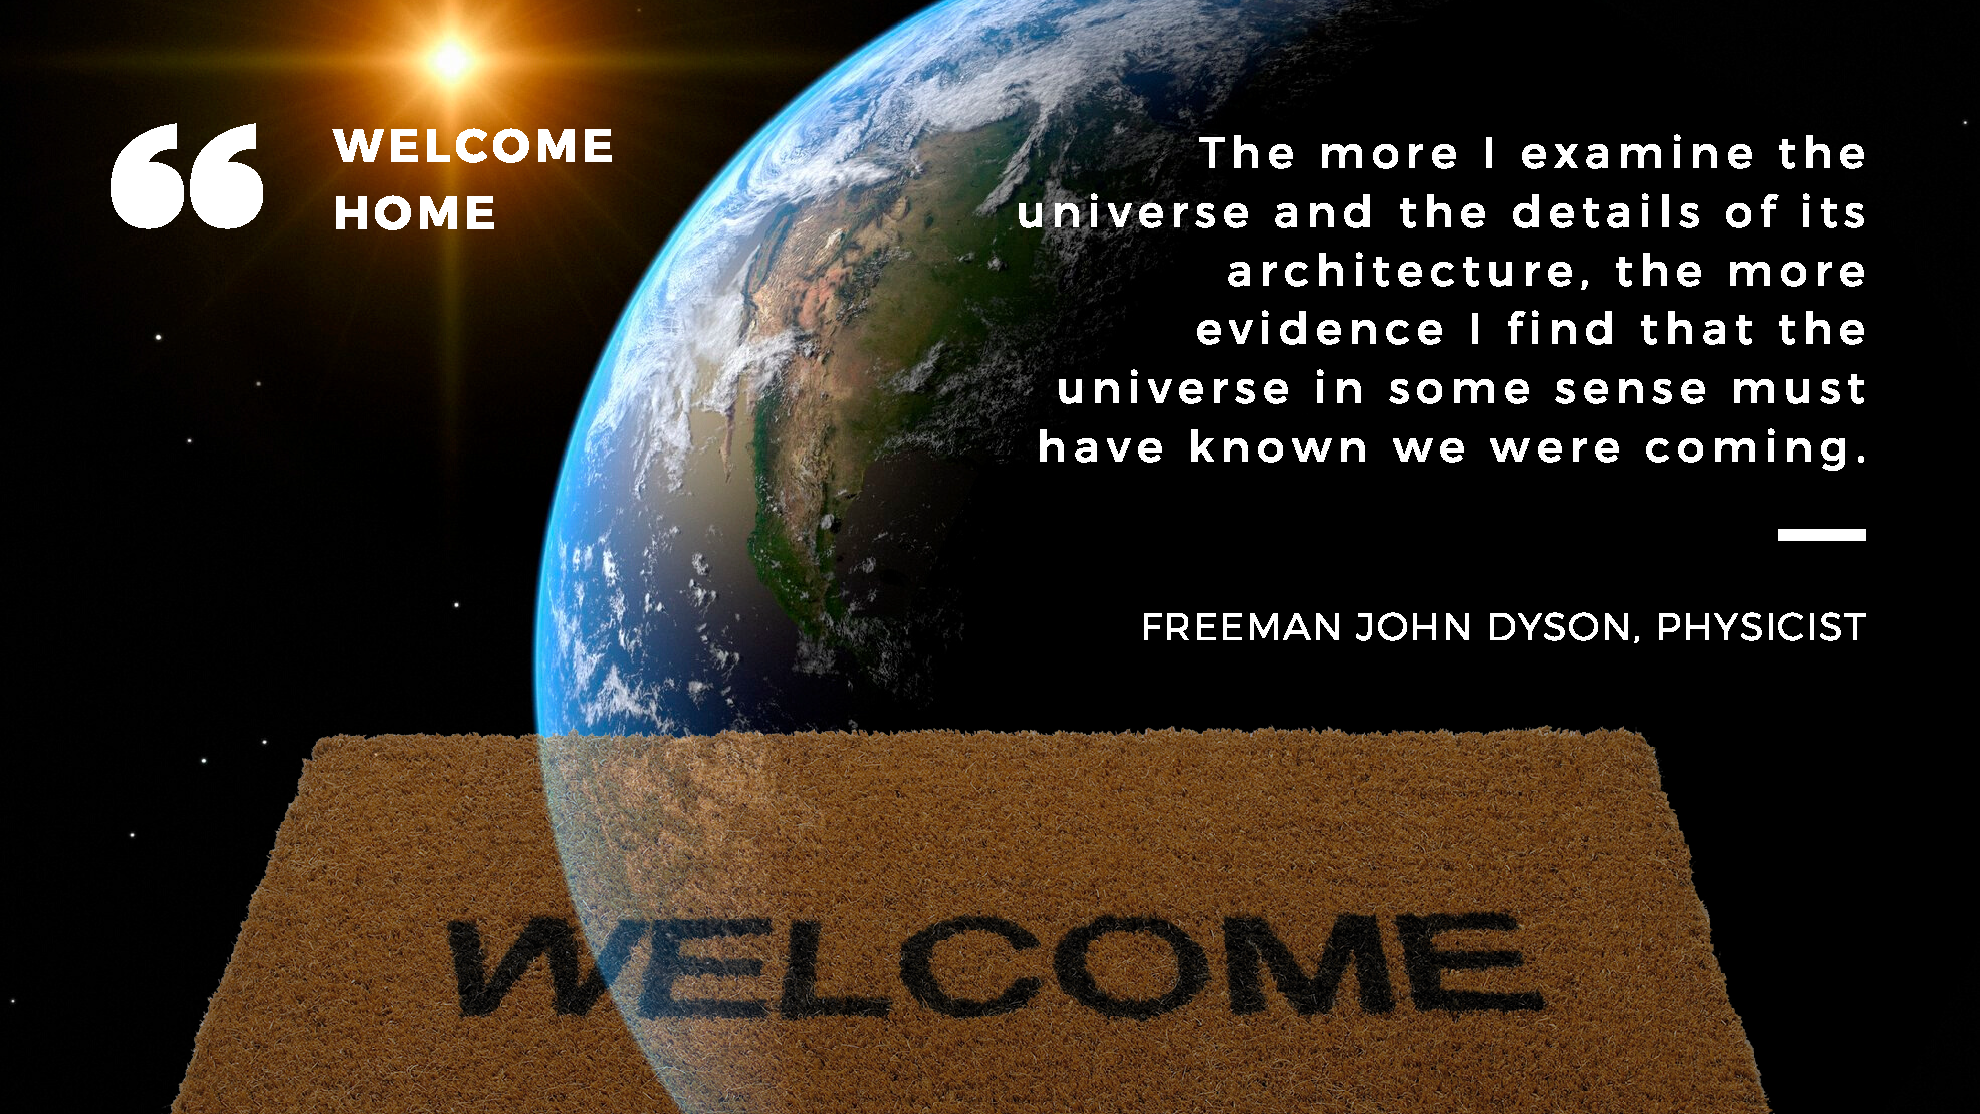 WELCOME
HOME
The more I examine the
universe and the details of its
architecture, the more
evidence I find that the
universe in some sense must
have known we were coming.
FREEMAN JOHN DYSON, PHYSICIST
WELCOME